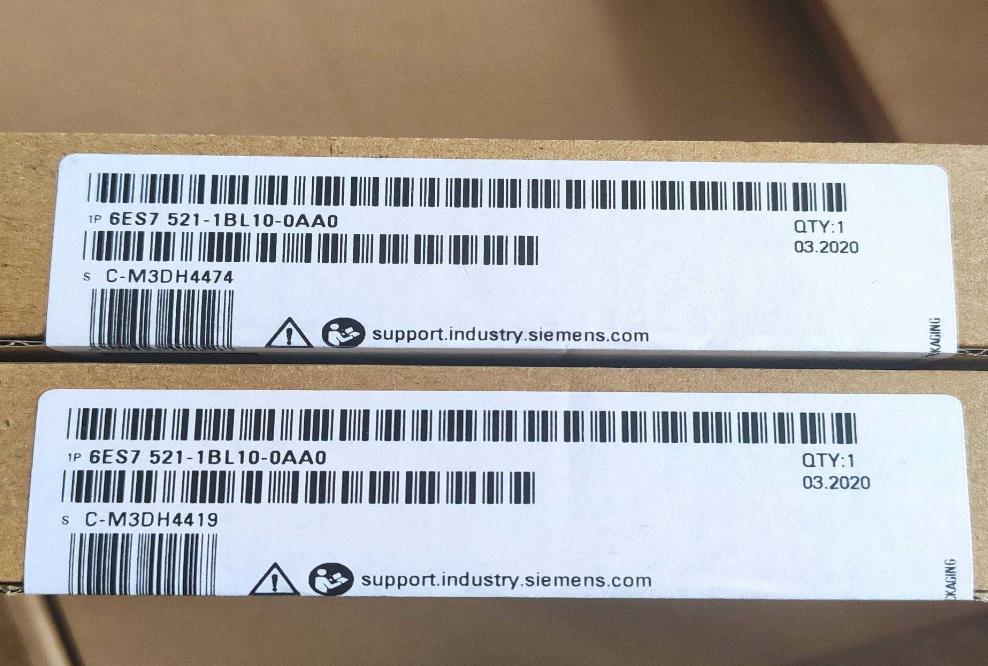 1P 6ES7 521-1BL10-0AA0
QTY:1
03.2020
S C-M3DH4474
support.industry.siemens.com
1P 6ES7 521-1BL10-0AA0
QTY:1
03.2020
S C-M3DH4419
support.industry.siemens.com